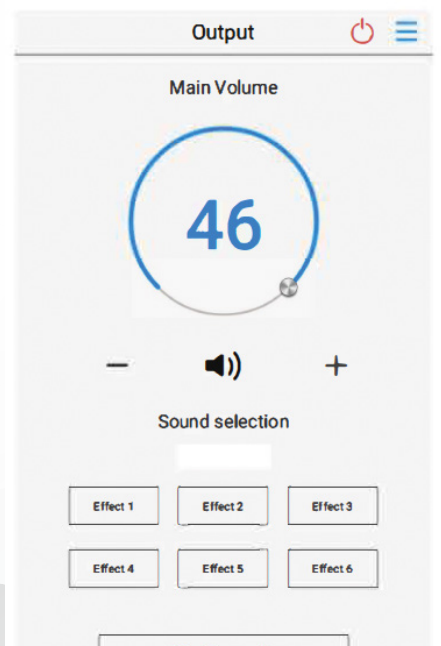 Output
Main Volume
46
− +
Sound selection
Effect 1 Effect 2 Effect 3
Effect 4 Effect 5 Effect 6